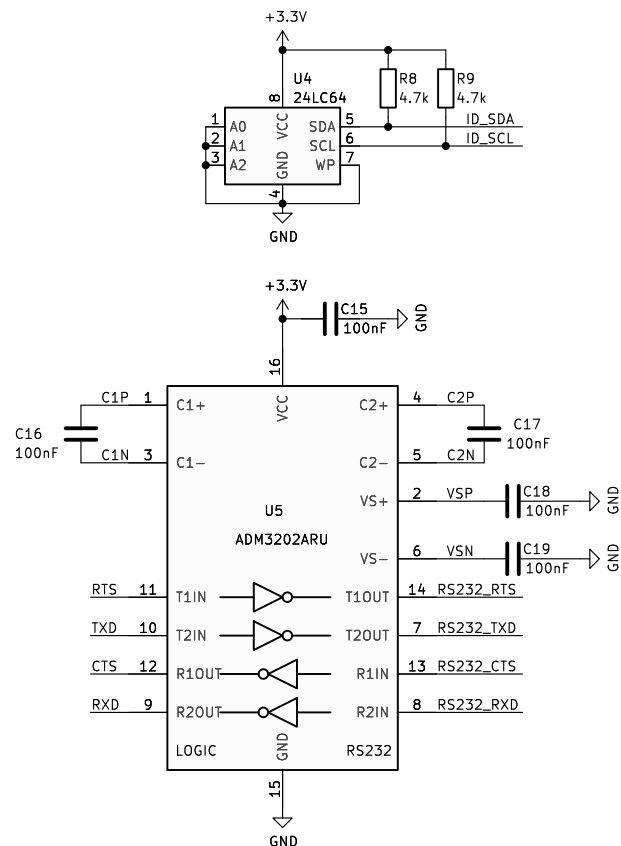 +3.3V
U4
24LC64
R8
4.7k
R9
4.7k
8
VCC
1 A0
2 A1
3 A2
SDA 5 ID_SDA
SCL 6 ID_SCL
WP 7
GND
4
GND
+3.3V
C15
100nF
GND
16
VCC
C1P 1 C1+
C16
100nF
C1N 3 C1-
C2+ 4 C2P
C17
100nF
C2- 5 C2N
VS+ 2 VSP
C18
100nF
GND
U5
ADM3202ARU
VS- 6 VSN
C19
100nF
GND
RTS 11 T1IN T1OUT 14 RS232_RTS
TXD 10 T2IN T2OUT 7 RS232_TXD
CTS 12 R1OUT R1IN 13 RS232_CTS
RXD 9 R2OUT R2IN 8 RS232_RXD
LOGIC GND RS232
15
GND